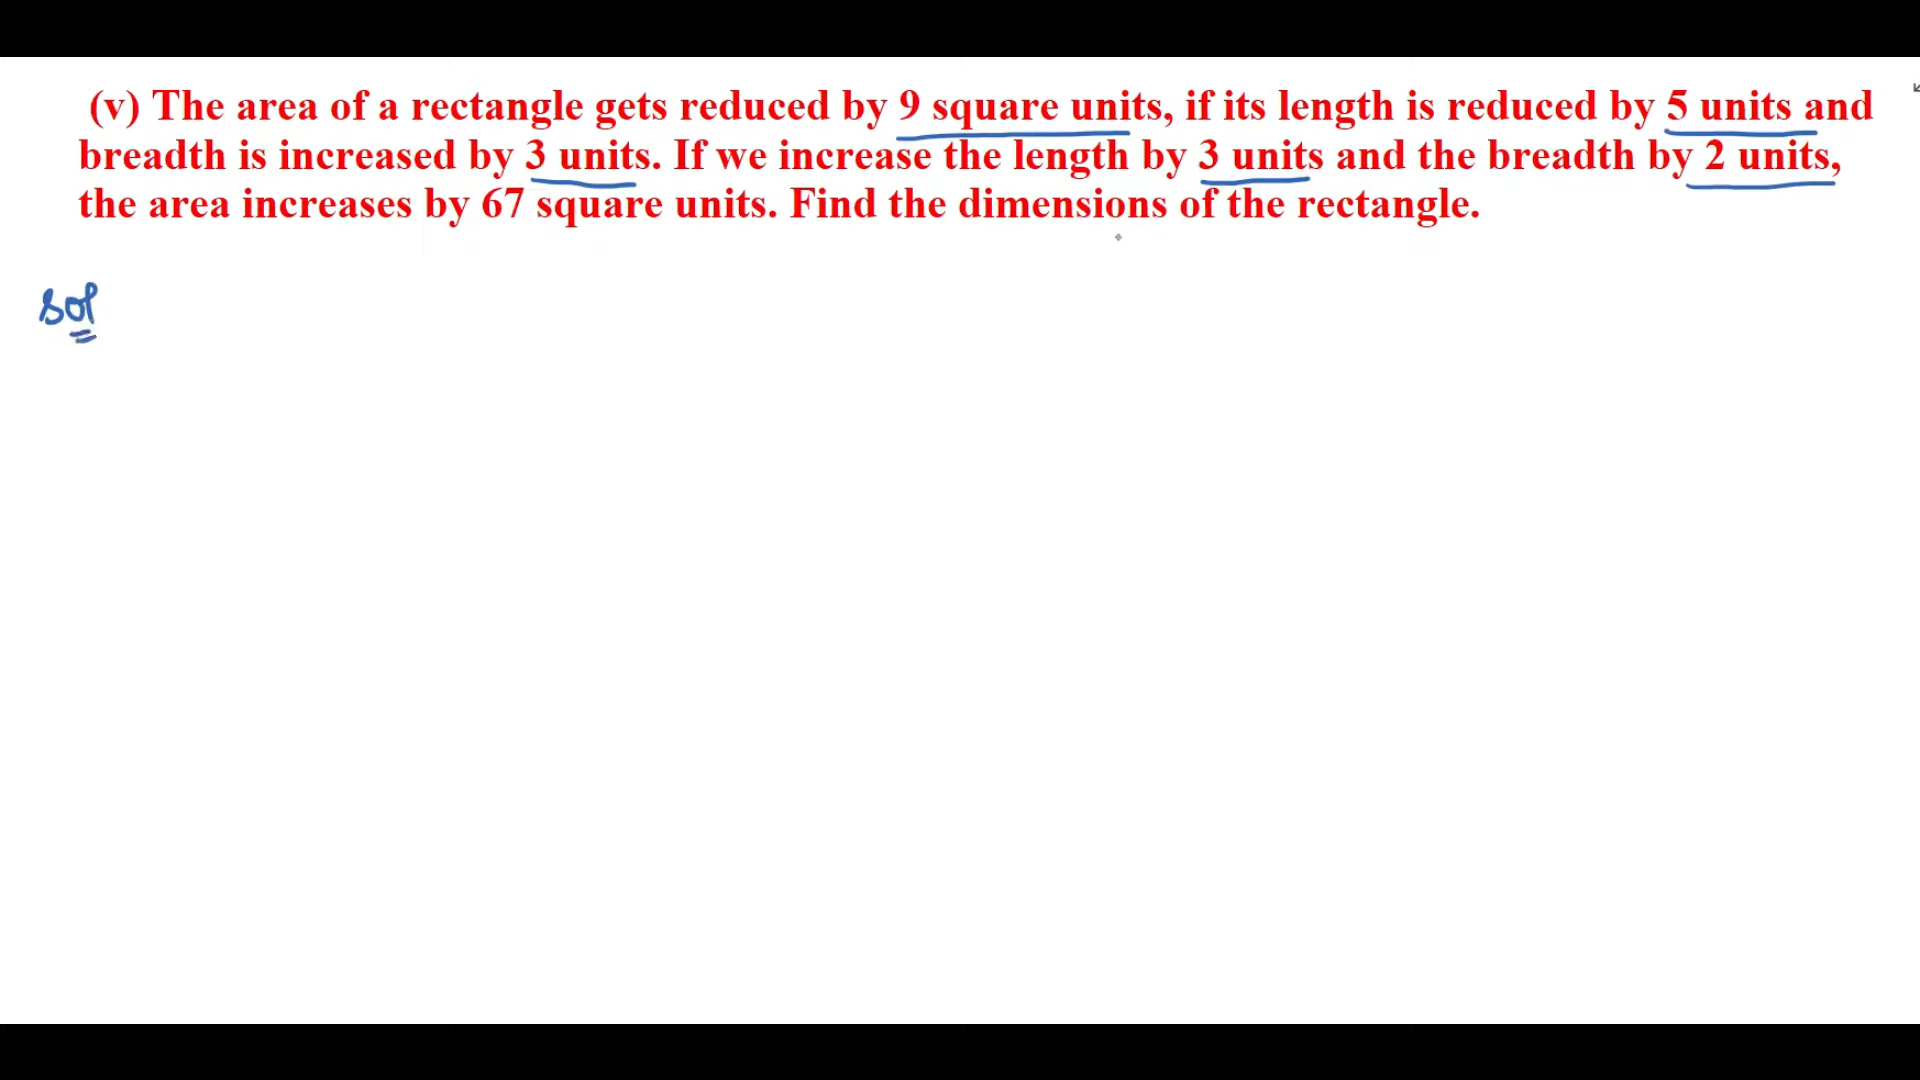 (v) The area of a rectangle gets reduced by 9 square units, if its length is reduced by 5 units and
breadth is increased by 3 units. If we increase the length by 3 units and the breadth by 2 units,
the area increases by 67 square units. Find the dimensions of the rectangle.
Sol